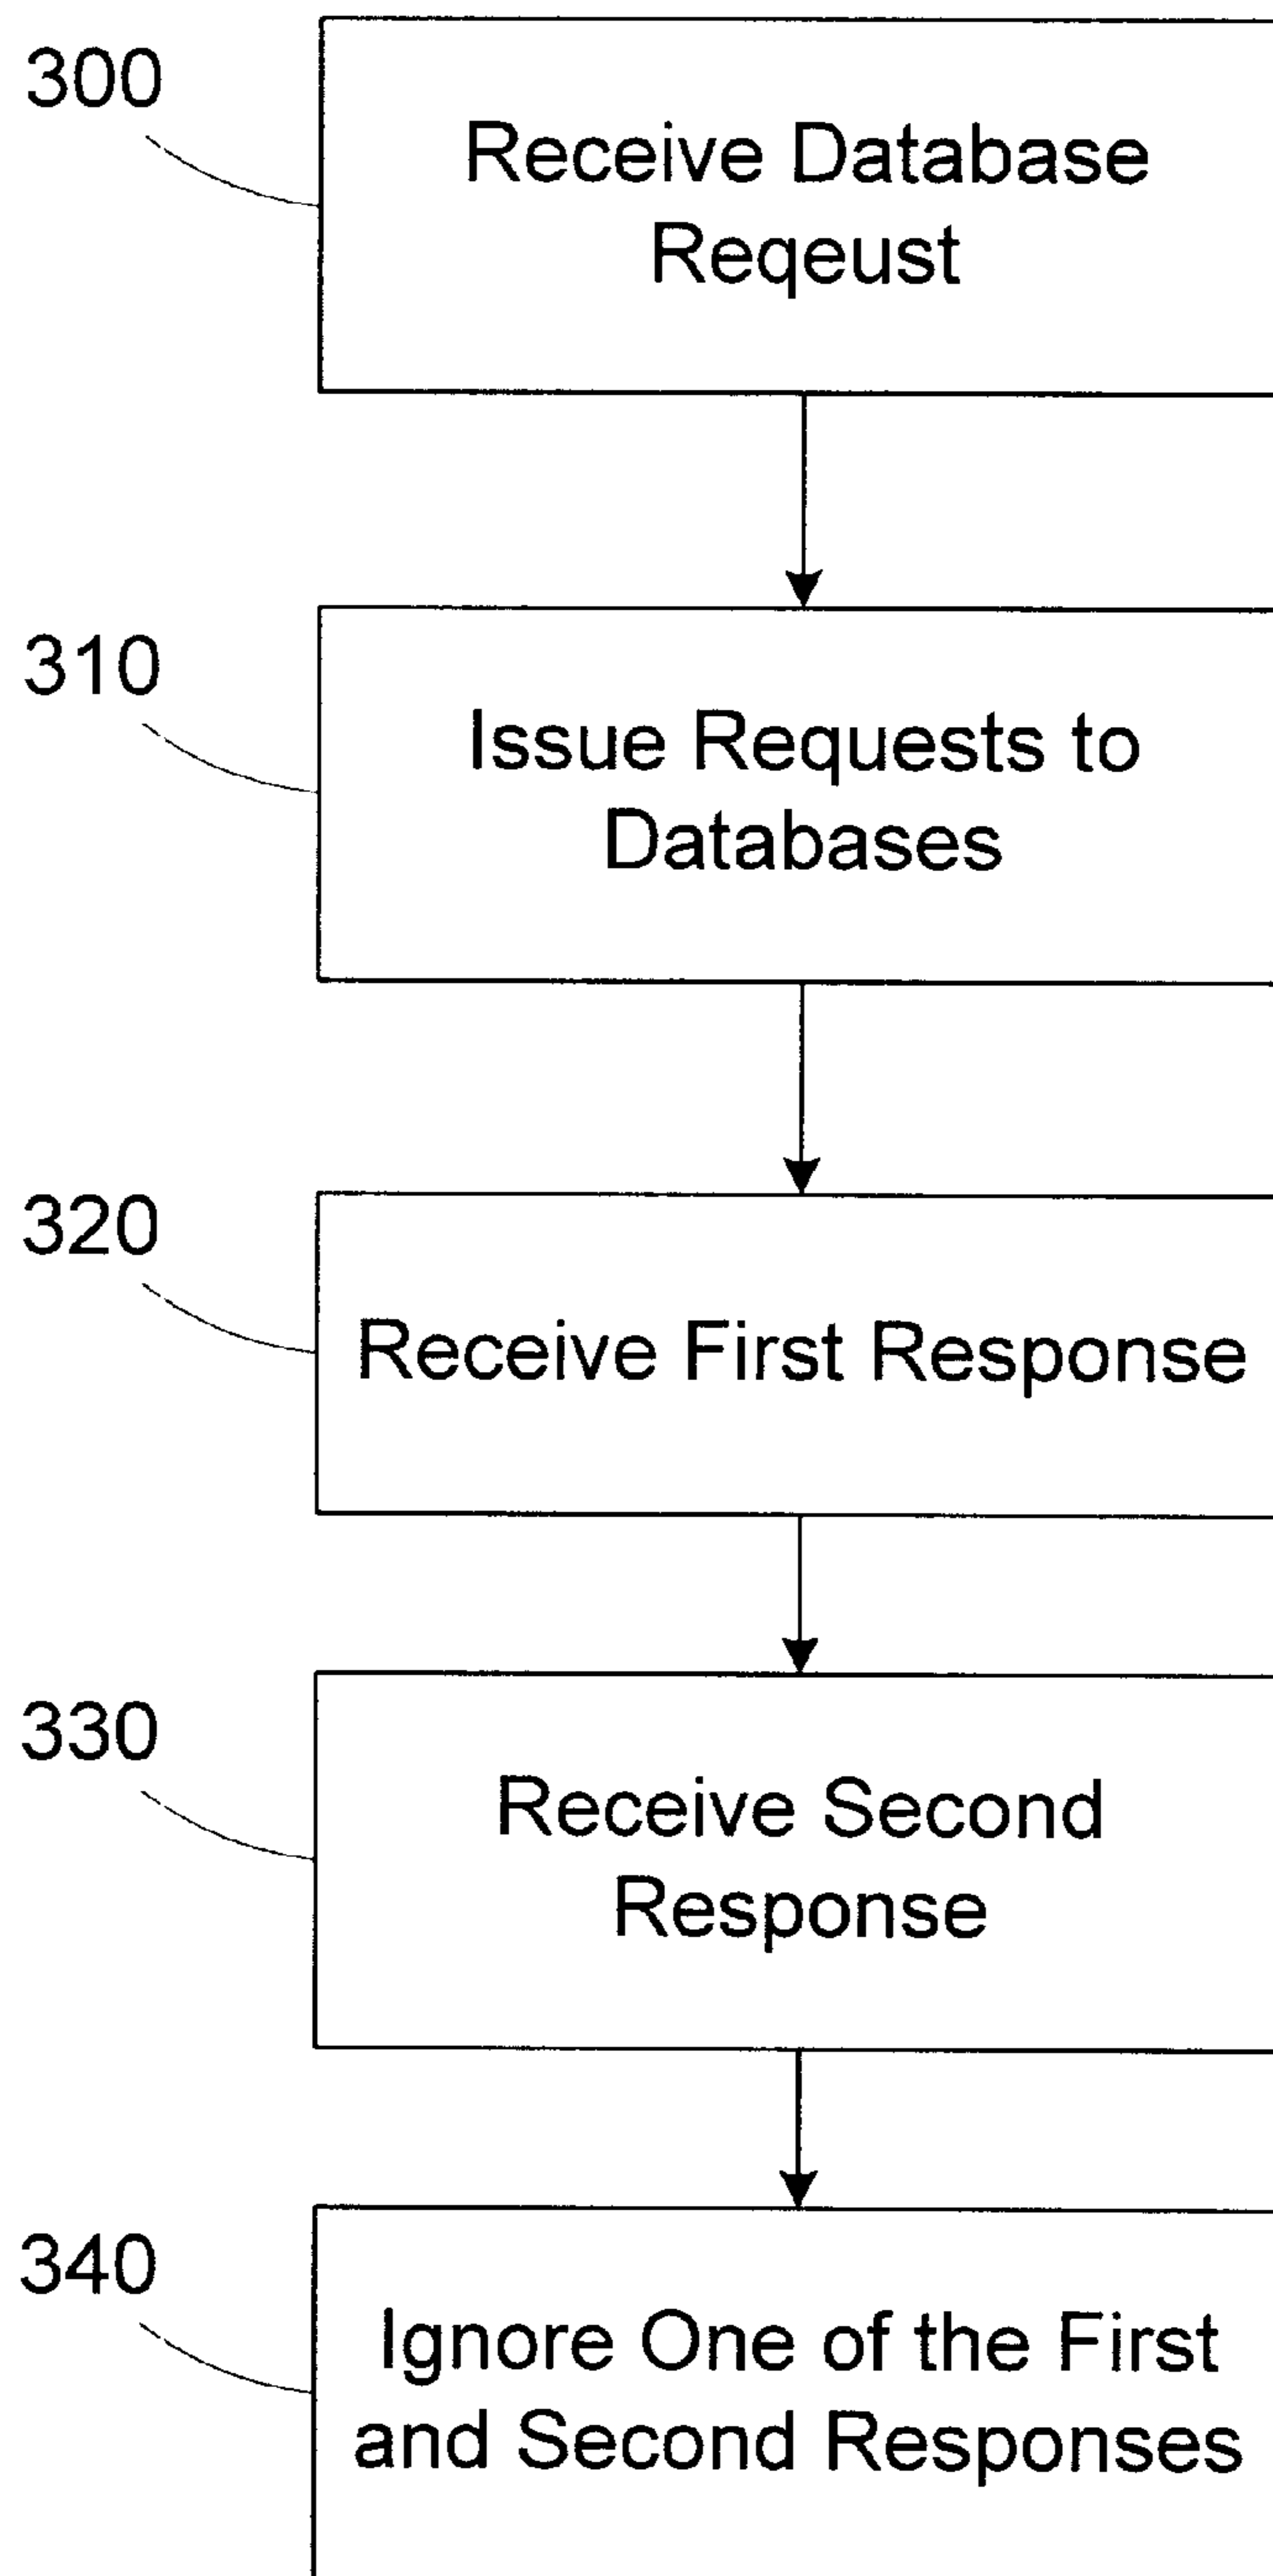 300
Receive Database
Reqeust
310
Issue Requests to
Databases
320
Receive First Response
330
Receive Second
Response
340
Ignore One of the First
and Second Responses